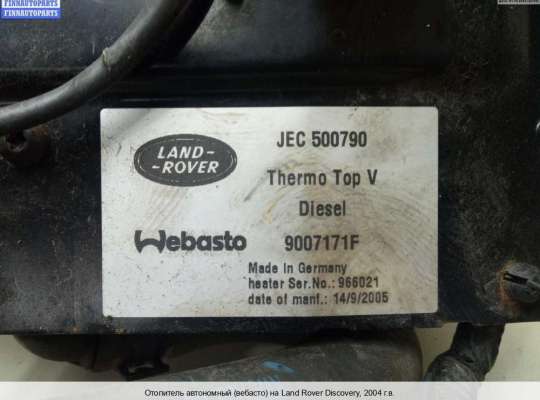 FINNAUTOPARTS
FINNAUTOPARTS
JEC 500790
LAND-
-ROVER
Thermo Top V
Diesel
Webasto
9007171F
Made In Germany
heater Ser.No.: 966021
date of manf.: 14/9/2005
Отопитель автономный (вебасто) на Land Rover Discovery, 2004 г.в.